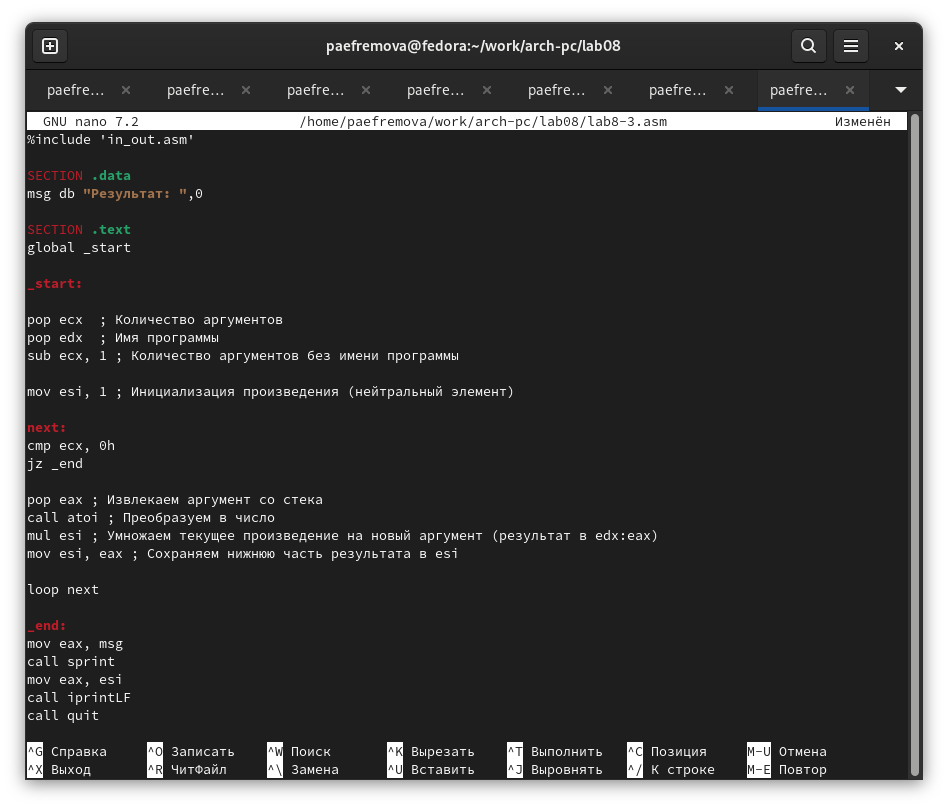 paefremova@fedora:~/work/arch-pc/lab08
paefre... paefre... paefre... paefre... paefre... paefre... paefre...
GNU nano 7.2 /home/paefremova/work/arch-pc/lab08/lab8-3.asm Изменён
%include 'in_out.asm'
SECTION .data
msg db "Результат: ",0
SECTION .text
global _start
_start:
pop ecx  ; Количество аргументов
pop edx  ; Имя программы
sub ecx, 1 ; Количество аргументов без имени программы
mov esi, 1 ; Инициализация произведения (нейтральный элемент)
next:
cmp ecx, 0h
jz _end
pop eax ; Извлекаем аргумент со стека
call atoi ; Преобразуем в число
mul esi ; Умножаем текущее произведение на новый аргумент (результат в edx:eax)
mov esi, eax ; Сохраняем нижнюю часть результата в esi
loop next
_end:
mov eax, msg
call sprint
mov eax, esi
call iprintLF
call quit
^G Справка ^O Записать ^W Поиск ^K Вырезать ^T Выполнить ^C Позиция M-U Отмена
^X Выход ^R ЧитФайл ^\ Замена ^U Вставить ^J Выровнять ^/ К строке M-E Повтор